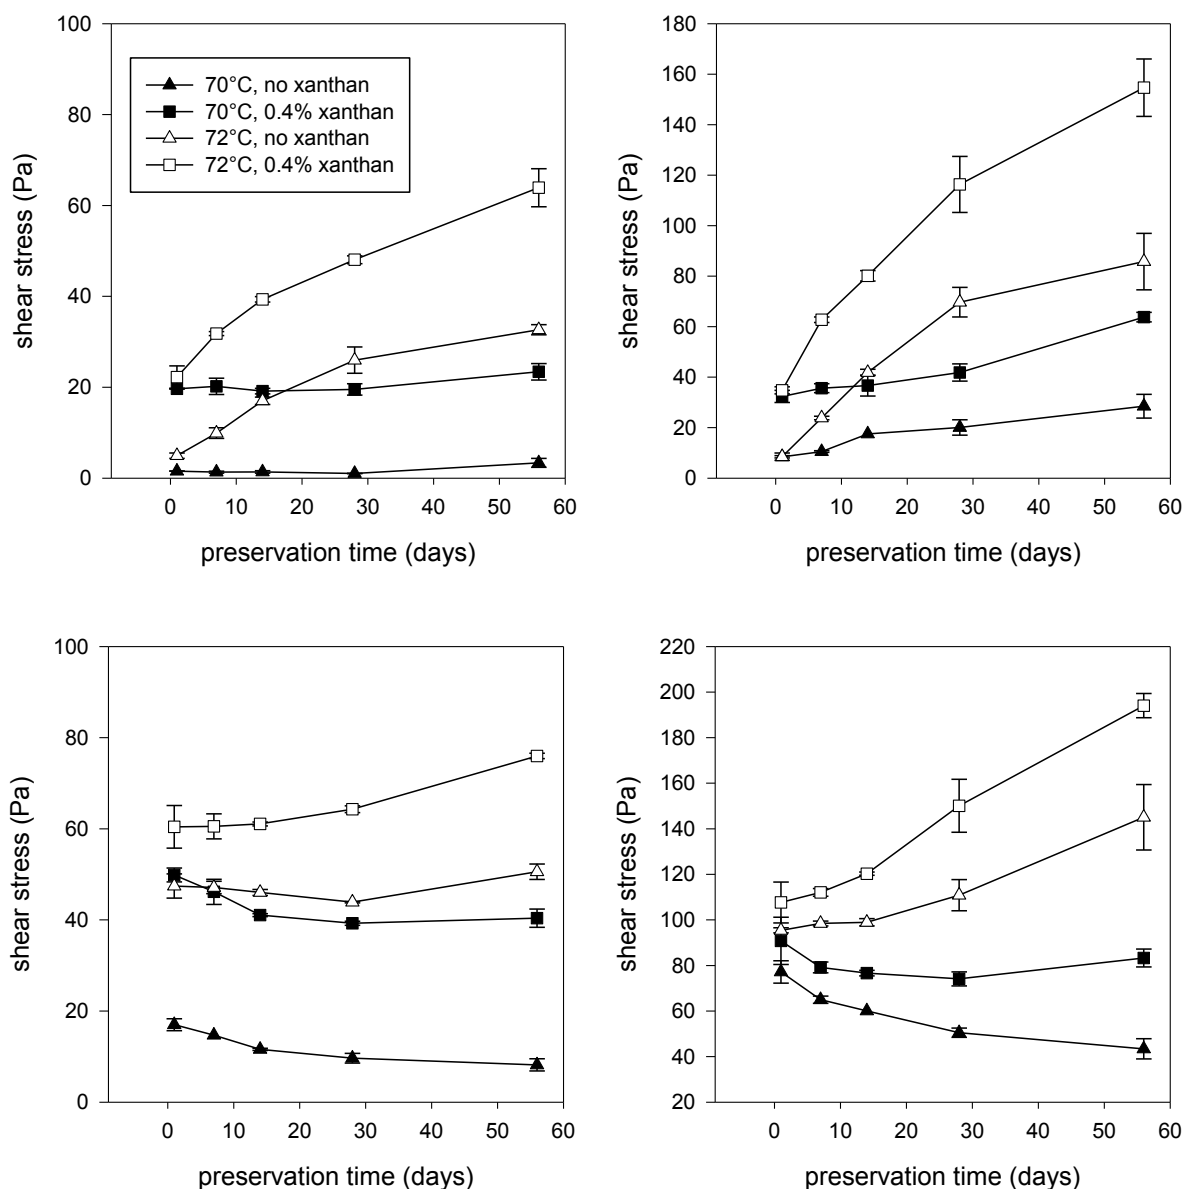 100
80
60
40
20
0
shear stress (Pa)
70°C, no xanthan
70°C, 0.4% xanthan
72°C, no xanthan
72°C, 0.4% xanthan
0 10 20 30 40 50 60
preservation time (days)
180
160
140
120
100
80
60
40
20
0
shear stress (Pa)
0 10 20 30 40 50 60
preservation time (days)
100
80
60
40
20
0
shear stress (Pa)
0 10 20 30 40 50 60
preservation time (days)
220
200
180
160
140
120
100
80
60
40
20
shear stress (Pa)
0 10 20 30 40 50 60
preservation time (days)